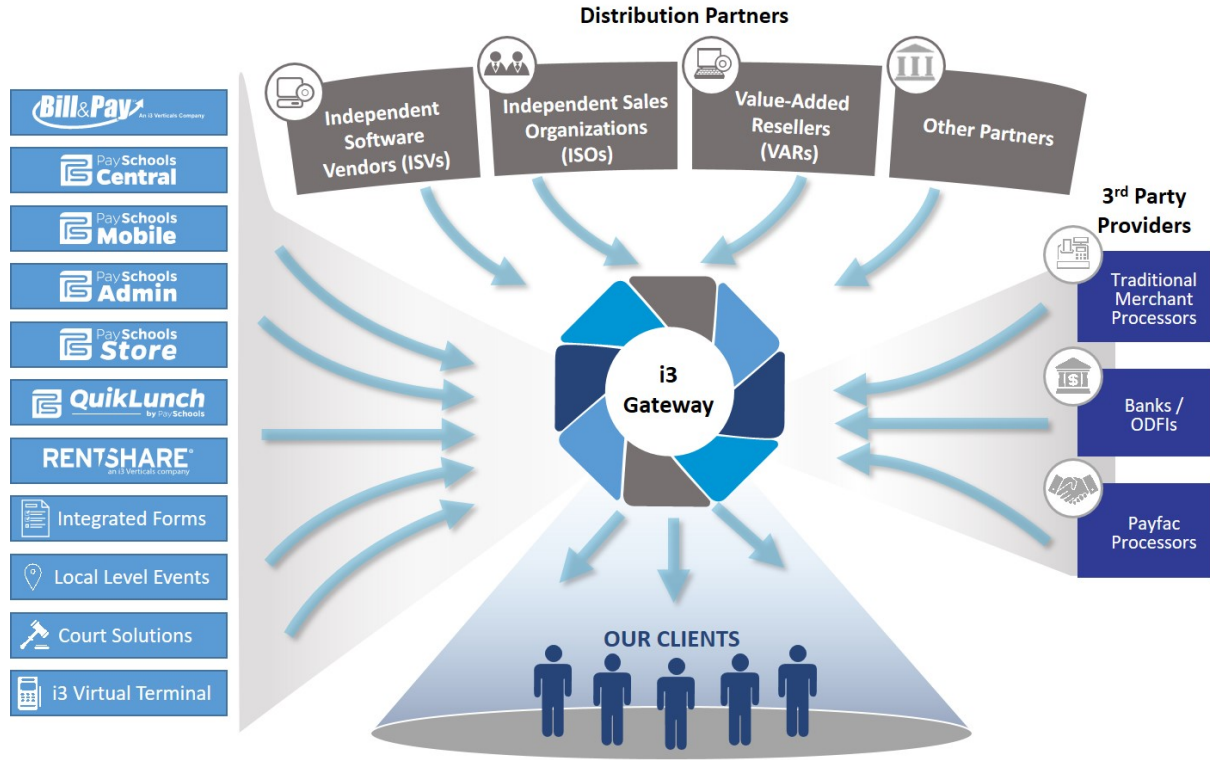 Distribution Partners
Independent
Software
Vendors (ISVs)
Independent Sales
Organizations
(ISOs)
Value-Added
Resellers
(VARs)
Other Partners
Bill&Pay
An i3 Verticals Company
PaySchools
Central
PaySchools
Mobile
PaySchools
Admin
PaySchools
Store
QuikLunch
by PaySchools
RENTSHARE®
an i3 Verticals company
Integrated Forms
Local Level Events
Court Solutions
i3 Virtual Terminal
i3
Gateway
3rd Party
Providers
Traditional
Merchant
Processors
$
Banks /
ODFIs
Payfac
Processors
OUR CLIENTS